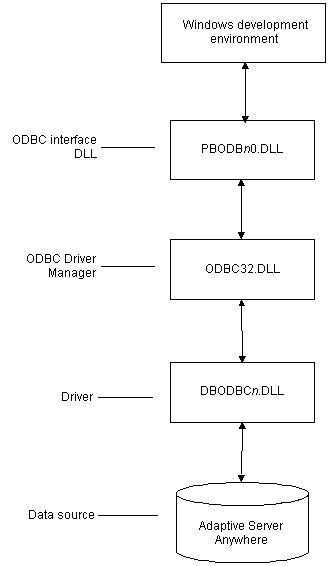 Windows development
environment
ODBC interface
DLL
PBODBn0.DLL
ODBC Driver
Manager
ODBC32.DLL
Driver
DBODBCn.DLL
Data source
Adaptive Server
Anywhere